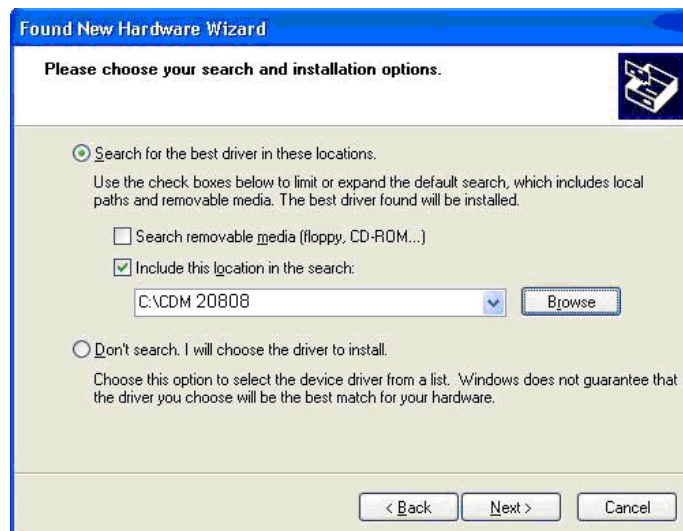 Found New Hardware Wizard
Please choose your search and installation options.
Search for the best driver in these locations.
Use the check boxes below to limit or expand the default search, which includes local
paths and removable media. The best driver found will be installed.
Search removable media (floppy, CD-ROM...)
Include this location in the search:
C:\CDM 20808
Browse
Don't search. I will choose the driver to install.
Choose this option to select the device driver from a list. Windows does not guarantee that
the driver you choose will be the best match for your hardware.
< Back
Next >
Cancel